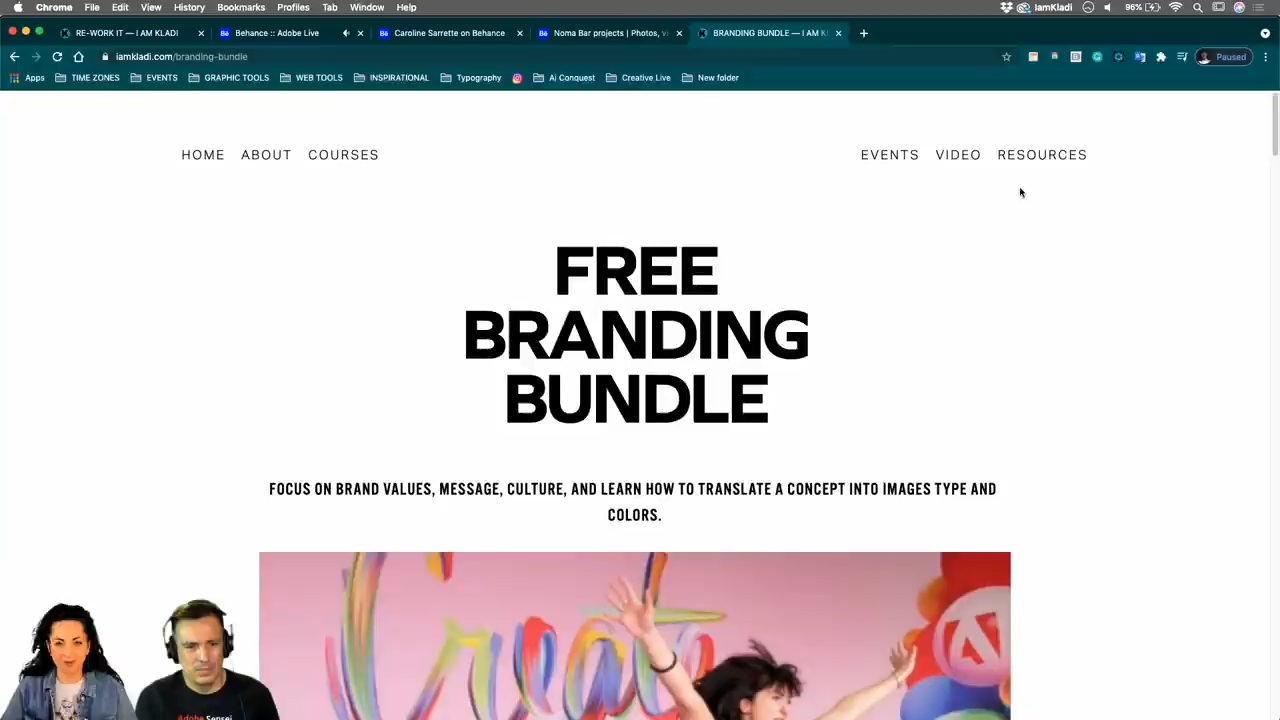 Chrome File Edit View History Bookmarks Profiles Tab Window Help IamKladi 96%
RE-WORK IT — I AM KLADI Behance :: Adobe Live Caroline Sarrette on Behance Noma Bar projects | Photos, vi BRANDING BUNDLE — I AM K
iamkladi.com/branding-bundle Paused
Apps TIME ZONES EVENTS GRAPHIC TOOLS WEB TOOLS INSPIRATIONAL Typography Ai Conquest Creative Live New folder
HOME ABOUT COURSES EVENTS VIDEO RESOURCES
FREE
BRANDING
BUNDLE
FOCUS ON BRAND VALUES, MESSAGE, CULTURE, AND LEARN HOW TO TRANSLATE A CONCEPT INTO IMAGES TYPE AND
COLORS.
Creat
Adobe Sensei